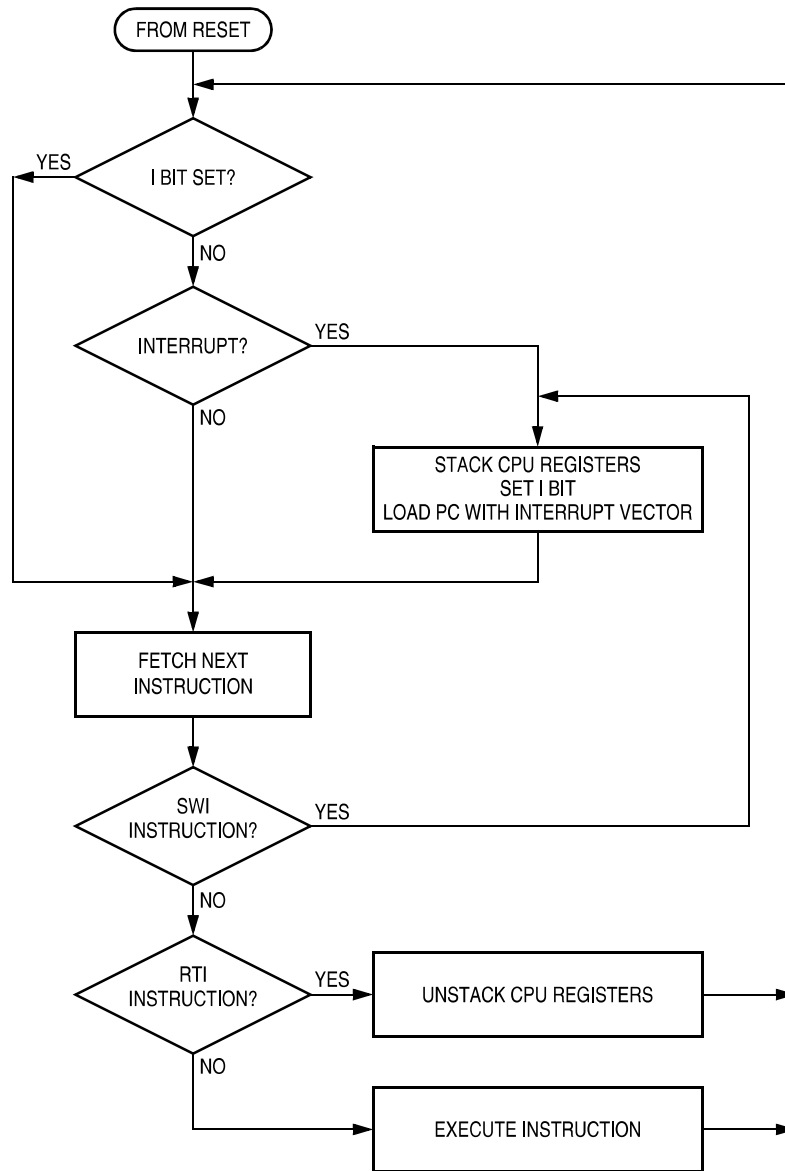 FROM RESET
YES
I BIT SET?
NO
INTERRUPT?
YES
NO
STACK CPU REGISTERS
SET I BIT
LOAD PC WITH INTERRUPT VECTOR
FETCH NEXT
INSTRUCTION
SWI
INSTRUCTION?
YES
NO
RTI
INSTRUCTION?
YES
UNSTACK CPU REGISTERS
NO
EXECUTE INSTRUCTION